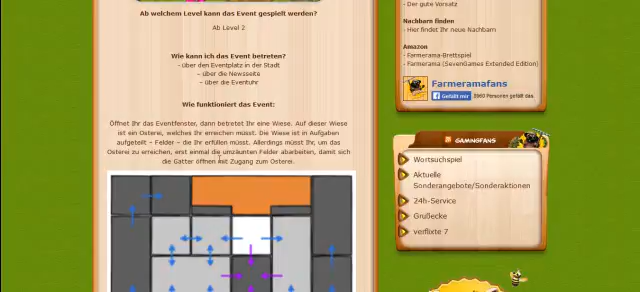 Ab welchem Level kann das Event gespielt werden?
Ab Level 2
Wie kann ich das Event betreten?
- über den Eventplatz in der Stadt
- über die Newsseite
- über die Eventuhr
Wie funktioniert das Event:
Öffnet Ihr das Eventfenster, dann betretet Ihr eine Wiese. Auf dieser Wiese
ist ein Osterei, welches Ihr erreichen müsst. Die Wiese ist in Aufgaben
aufgeteilt – Felder – die Ihr erfüllen müsst. Allerdings müsst Ihr, um das
Osterei zu erreichen, erst einmal die umzäunten Felder abarbeiten, damit sich
die Gatter öffnen mit Zugang zum Osterei.
- Der gute Vorsatz
Nachbarn finden
- Hier findet Ihr neue Nachbarn
Amazon
- Farmerama-Brettspiel
- Farmerama (SevenGames Extended Edition)
Farmeramafans
Gefällt mir
Personen gefällt das.
GAMINGFANS
Wortsuchspiel
Aktuelle
Sonderangebote/Sonderaktionen
24h-Service
Grußecke
verflixte 7